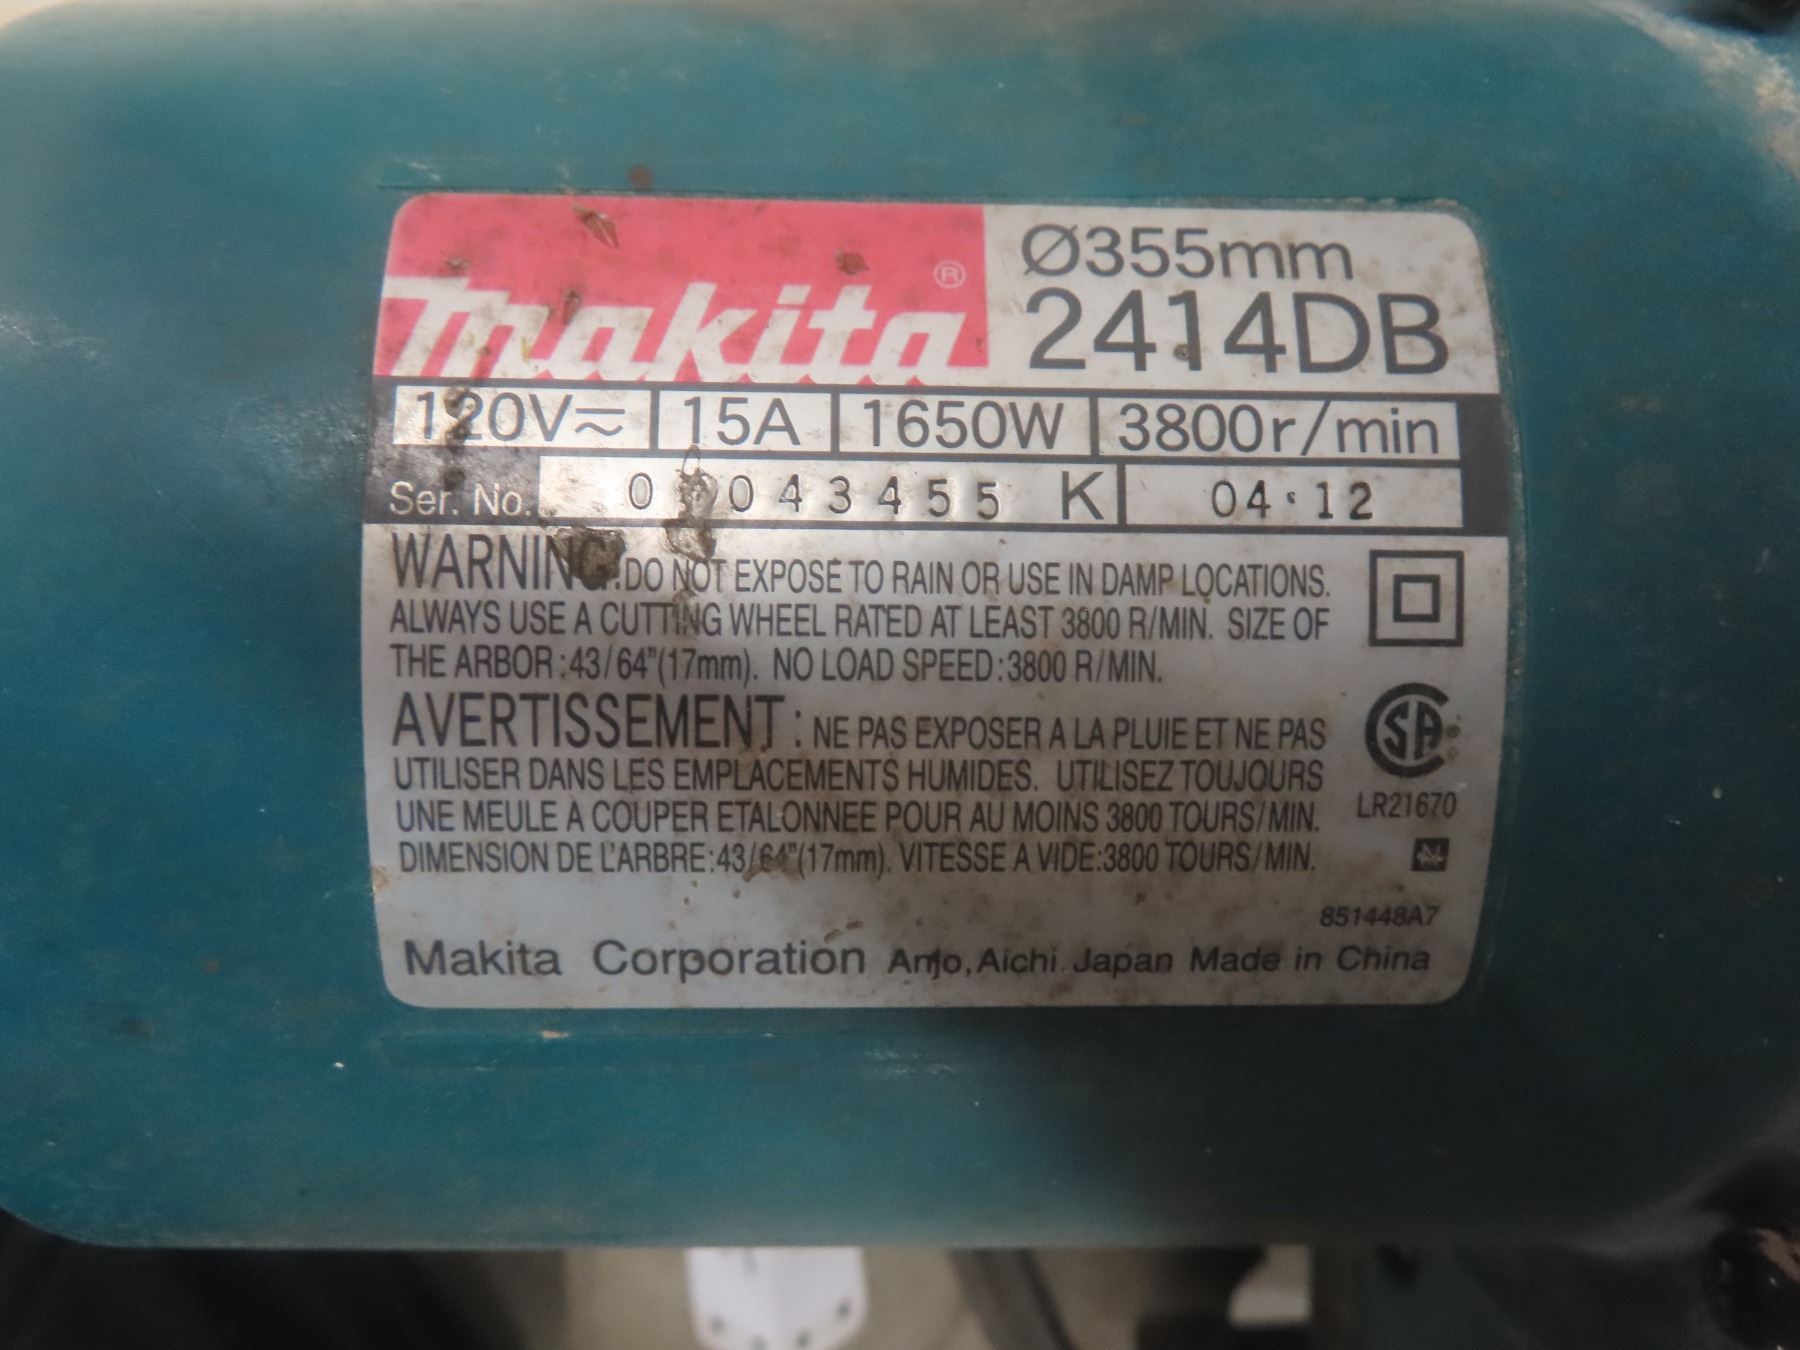 Makita®
Ø355mm
2414DB
120V⎓ 15A 1650W 3800r/min
Ser. No. 043455 K 04·12
WARNING: DO NOT EXPOSE TO RAIN OR USE IN DAMP LOCATIONS.
ALWAYS USE A CUTTING WHEEL RATED AT LEAST 3800 R/MIN. SIZE OF
THE ARBOR:43/64"(17mm). NO LOAD SPEED:3800 R/MIN.
AVERTISSEMENT: NE PAS EXPOSER A LA PLUIE ET NE PAS
UTILISER DANS LES EMPLACEMENTS HUMIDES. UTILISEZ TOUJOURS
UNE MEULE A COUPER ETALONNEE POUR AU MOINS 3800 TOURS/MIN.
DIMENSION DE L'ARBRE:43/64"(17mm). VITESSE A VIDE:3800 TOURS/MIN.
CSA®
LR21670
851448A7
Makita Corporation Anjo, Aichi Japan Made in China